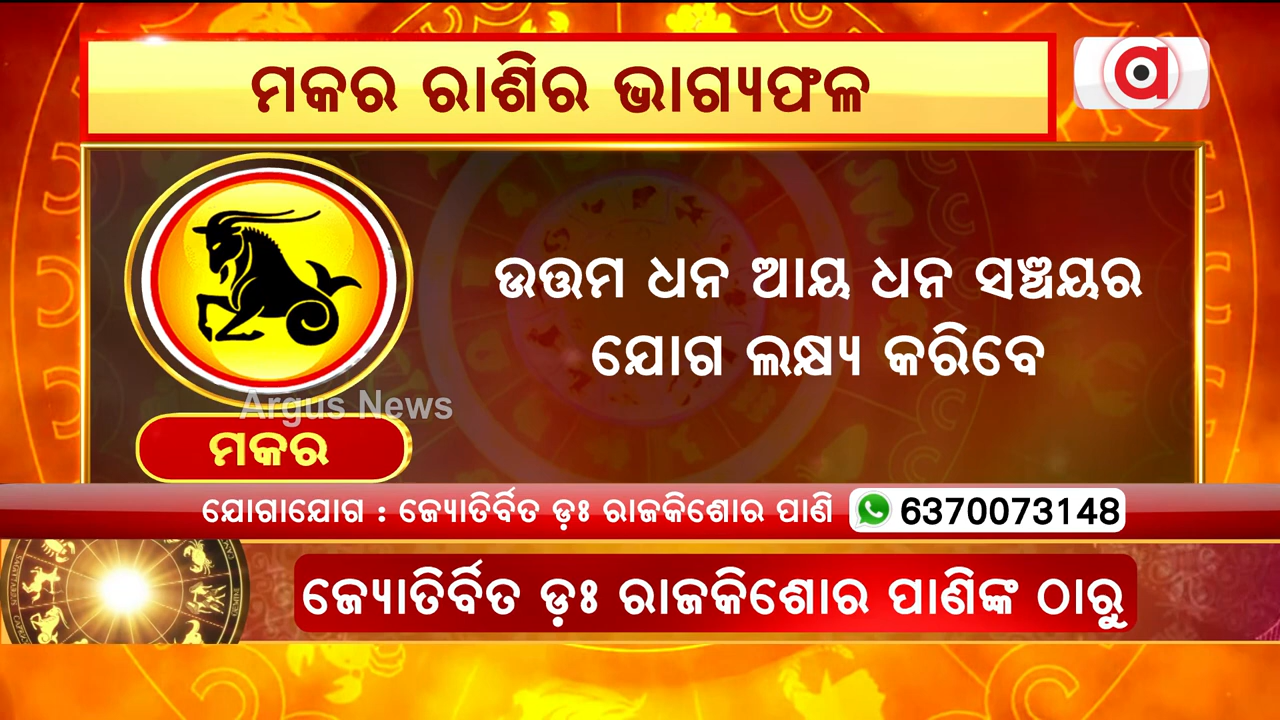 ମକର ରାଶିର ଭାଗ୍ୟଫଳ
a
ଉତ୍ତମ ଧନ ଆୟ ଧନ ସଞ୍ଚୟର
ଯୋଗ ଲକ୍ଷ୍ୟ କରିବେ
Argus News
ମକର
ଯୋଗାଯୋଗ : ଜ୍ୟୋତିର୍ବିତ ଡ଼ଃ ରାଜକିଶୋର ପାଣି 6370073148
ଜ୍ୟୋତିର୍ବିତ ଡ଼ଃ ରାଜକିଶୋର ପାଣିଙ୍କ ଠାରୁ